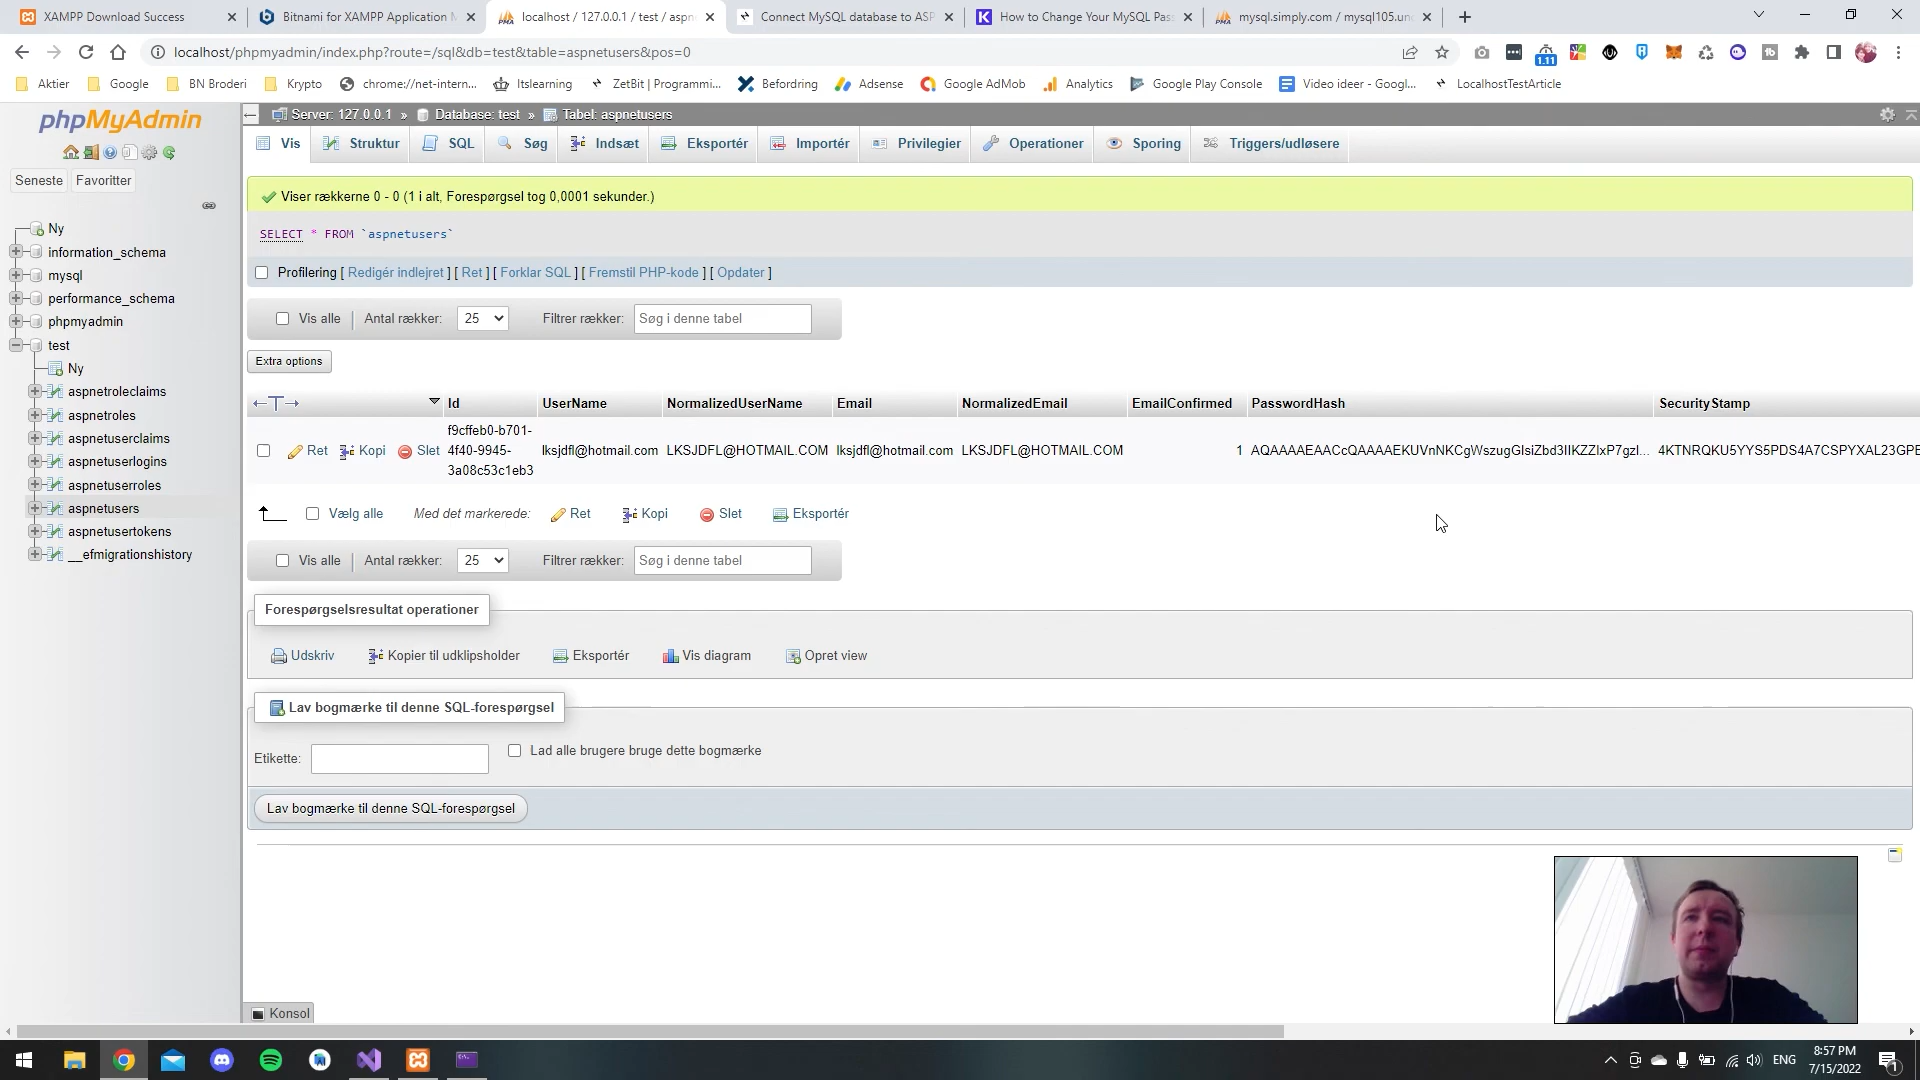 XAMPP Download Success
Bitnami for XAMPP Application M
localhost / 127.0.0.1 / test / aspn
Connect MySQL database to ASP
How to Change Your MySQL Pas
mysql.simply.com / mysql105.un
localhost/phpmyadmin/index.php?route=/sql&db=test&table=aspnetusers&pos=0
1.11
Aktier
Google
BN Broderi
Krypto
chrome://net-intern...
Itslearning
ZetBit | Programmi...
Befordring
Adsense
Google AdMob
Analytics
Google Play Console
Video ideer - Googl...
LocalhostTestArticle
phpMyAdmin
Seneste
Favoritter
Ny
information_schema
mysql
performance_schema
phpmyadmin
test
Ny
aspnetroleclaims
aspnetroles
aspnetuserclaims
aspnetuserlogins
aspnetuserroles
aspnetusers
aspnetusertokens
__efmigrationshistory
Server: 127.0.0.1 » Database: test » Tabel: aspnetusers
Vis
Struktur
SQL
Søg
Indsæt
Eksportér
Importér
Privilegier
Operationer
Sporing
Triggers/udløsere
Viser rækkerne 0 - 0 (1 i alt, Forespørgsel tog 0,0001 sekunder.)
SELECT * FROM `aspnetusers`
Profilering [ Redigér indlejret ] [ Ret ] [ Forklar SQL ] [ Fremstil PHP-kode ] [ Opdater ]
Vis alle
Antal rækker:
25
Filtrer rækker:
Søg i denne tabel
Extra options
Id
UserName
NormalizedUserName
Email
NormalizedEmail
EmailConfirmed
PasswordHash
SecurityStamp
Ret
Kopi
Slet
f9cffeb0-b701-
4f40-9945-
3a08c53c1eb3
lksjdfl@hotmail.com
LKSJDFL@HOTMAIL.COM
lksjdfl@hotmail.com
LKSJDFL@HOTMAIL.COM
1
Vælg alle
Med det markerede:
Ret
Kopi
Slet
Eksportér
Vis alle
Antal rækker:
25
Filtrer rækker:
Søg i denne tabel
Forespørgselsresultat operationer
Udskriv
Kopier til udklipsholder
Eksportér
Vis diagram
Opret view
Lav bogmærke til denne SQL-forespørgsel
Etikette:
Lad alle brugere bruge dette bogmærke
Lav bogmærke til denne SQL-forespørgsel
Konsol
ENG
8:57 PM
7/15/2022
1